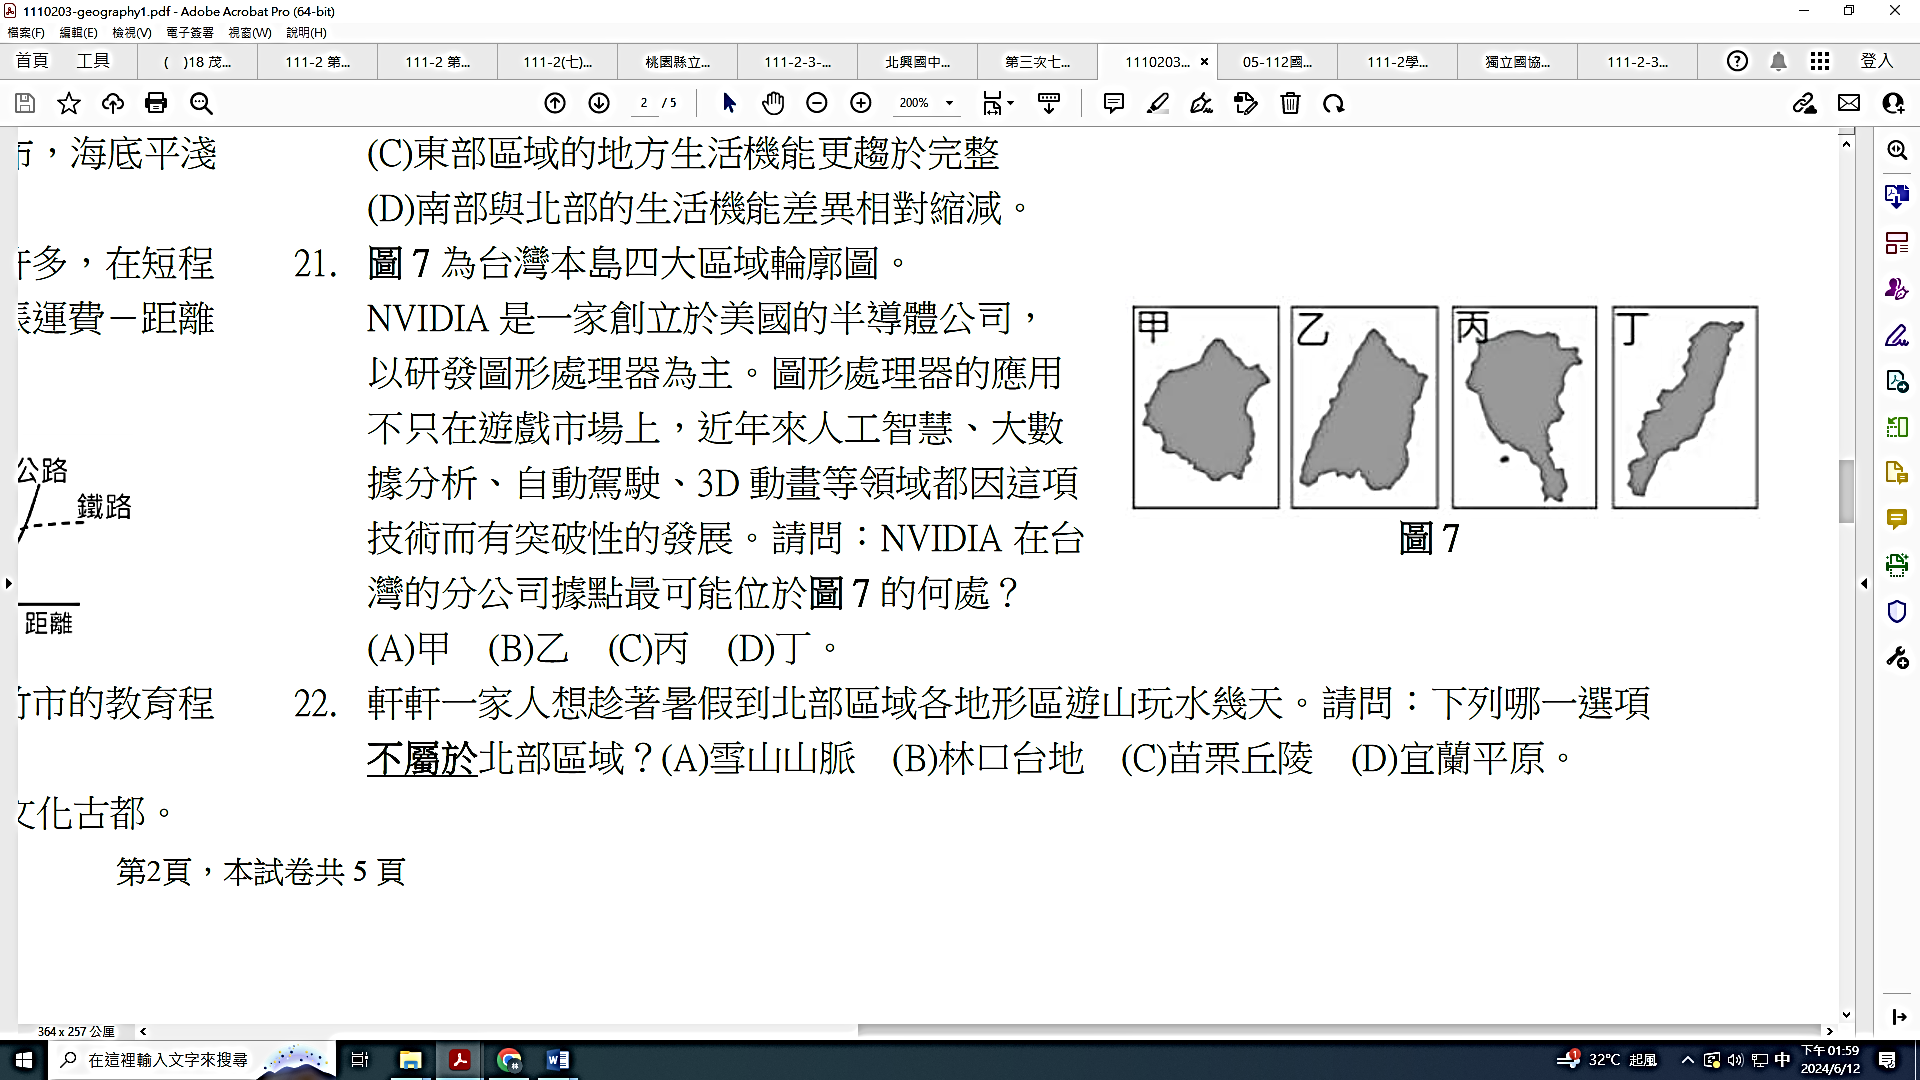 1110203-geography1.pdf - Adobe Acrobat Pro (64-bit)
檔案(F) 編輯(E) 檢視(V) 電子簽署 視窗(W) 說明(H)
首頁 工具 ( )18 茂... 111-2 第... 111-2 第... 111-2(七)... 桃園縣立... 111-2-3-... 北興國中... 第三次七... 1110203... × 05-112國... 111-2學... 獨立國協... 111-2-3... 登入
2 / 5 200%
市，海底平淺
許多，在短程
長運費－距離
公路
鐵路
距離
竹市的教育程
文化古都。
第2頁，本試卷共 5 頁
(C)東部區域的地方生活機能更趨於完整
(D)南部與北部的生活機能差異相對縮減。
21. 圖 7 為台灣本島四大區域輪廓圖。
NVIDIA 是一家創立於美國的半導體公司，
以研發圖形處理器為主。圖形處理器的應用
不只在遊戲市場上，近年來人工智慧、大數
據分析、自動駕駛、3D 動畫等領域都因這項
技術而有突破性的發展。請問：NVIDIA 在台
灣的分公司據點最可能位於圖 7 的何處？
(A)甲 (B)乙 (C)丙 (D)丁。
甲 乙 丙 丁
圖 7
22. 軒軒一家人想趁著暑假到北部區域各地形區遊山玩水幾天。請問：下列哪一選項
不屬於北部區域？(A)雪山山脈 (B)林口台地 (C)苗栗丘陵 (D)宜蘭平原。
364 x 257 公厘
在這裡輸入文字來搜尋
1 32°C 起風 中 下午 01:59
2024/6/12